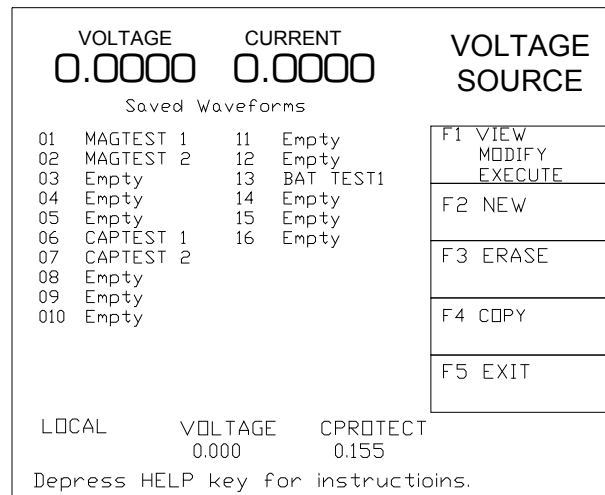 VOLTAGE CURRENT
0.0000 0.0000
VOLTAGE
SOURCE
Saved Waveforms
01 MAGTEST 1 11 Empty
02 MAGTEST 2 12 Empty
03 Empty 13 BAT TEST1
04 Empty 14 Empty
05 Empty 15 Empty
06 CAPTEST 1 16 Empty
07 CAPTEST 2
08 Empty
09 Empty
010 Empty
F1 VIEW
MODIFY
EXECUTE
F2 NEW
F3 ERASE
F4 COPY
F5 EXIT
LOCAL VOLTAGE CPROTECT
0.000 0.155
Depress HELP key for instructioins.